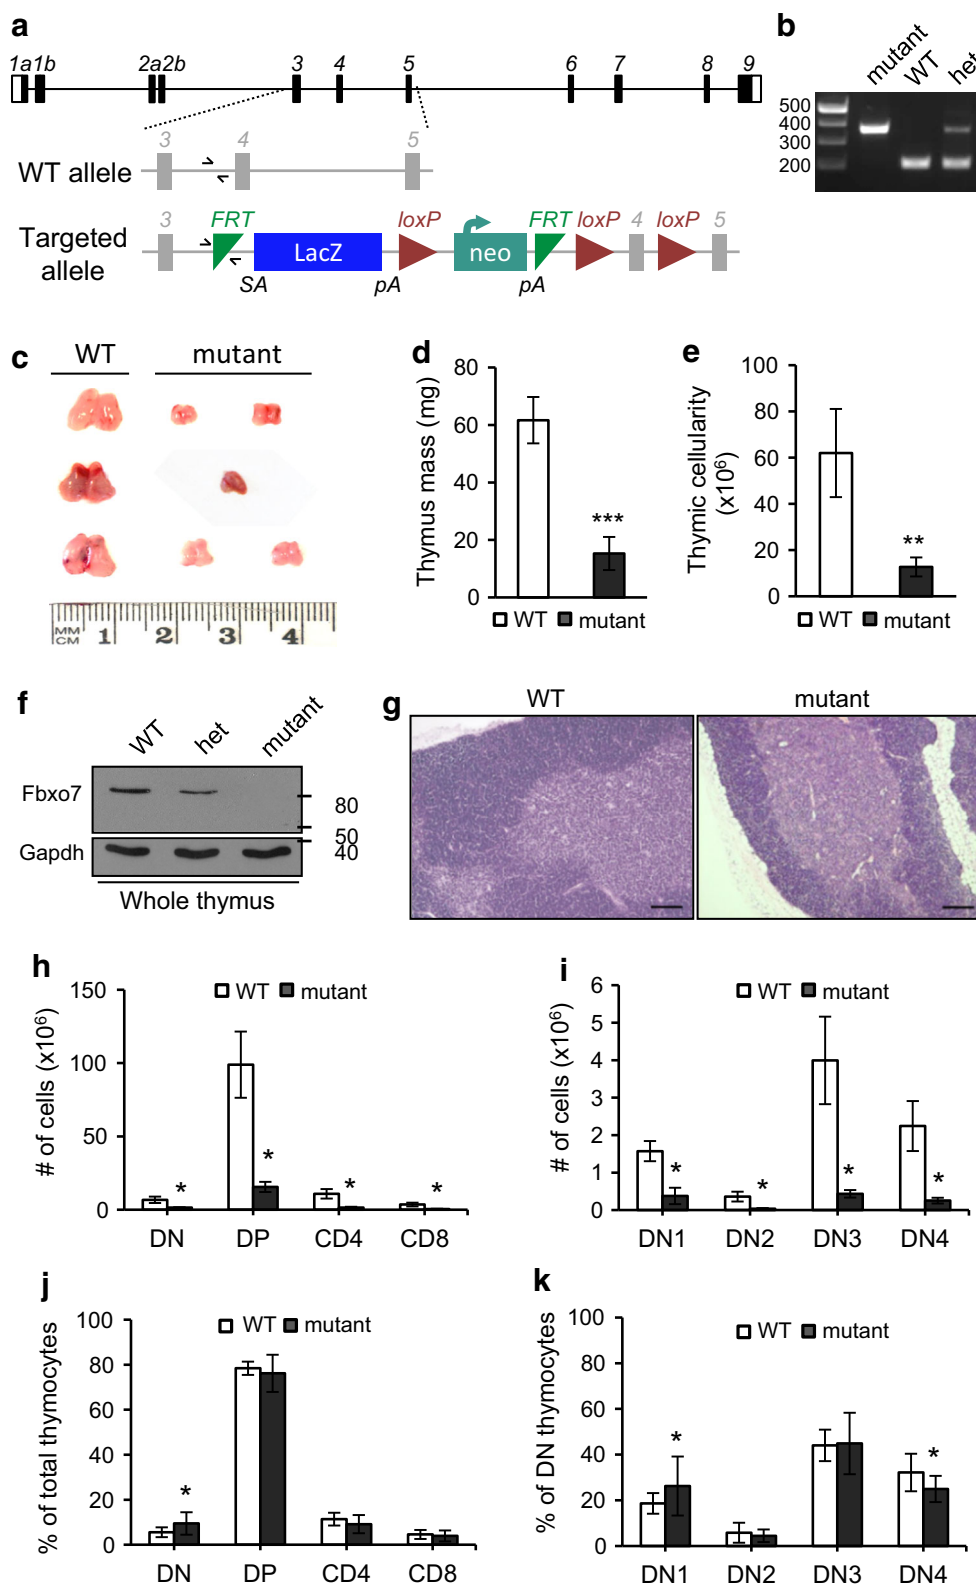 a
1a 1b 2a 2b 3 4 5 6 7 8 9
3 4 5
WT allele
3 FRT loxP FRT loxP 4 loxP 5
Targeted allele
LacZ neo
SA pA pA
b
mutant WT het
500
400
300
200
c
WT mutant
MM
CM 1 2 3 4
d
Thymus mass (mg)
80
60
40
20
0
***
WT mutant
e
Thymic cellularity (x10⁶)
100
80
60
40
20
0
**
WT mutant
f
WT het mutant
Fbxo7
80
50
Gapdh
40
Whole thymus
g
WT mutant
h
# of cells (x10⁶)
150
100
50
0
WT mutant
* * * *
DN DP CD4 CD8
i
# of cells (x10⁶)
6
5
4
3
2
1
0
WT mutant
* * * *
DN1 DN2 DN3 DN4
j
% of total thymocytes
100
80
60
40
20
0
WT mutant
*
DN DP CD4 CD8
k
% of DN thymocytes
100
80
60
40
20
0
WT mutant
* *
DN1 DN2 DN3 DN4